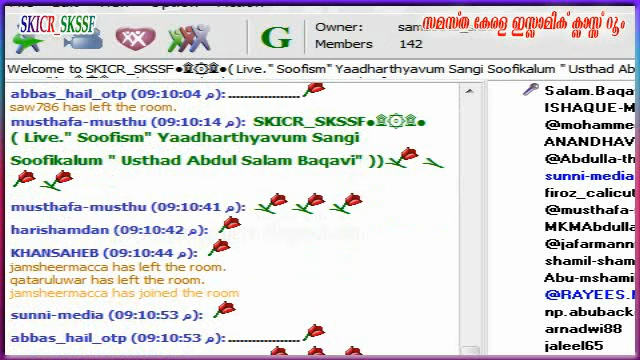 SKICR_SKSSF
Owner:
Members 142
സമസ്ത കേരള ഇസ്ലാമിക് ക്ലാസ്സ് റൂം
G
Welcome to SKICR_SKSSF●۩۞۩●( Live." Soofism" Yaadharthyavum Sangi Soofikalum " Usthad Ab
abbas_hail_otp (09:10:04 م):..................
saw786 has left the room.
musthafa-musthu (09:10:14 م): SKICR_SKSSF●۩۞۩●
( Live." Soofism" Yaadharthyavum Sangi
Soofikalum " Usthad Abdul Salam Baqavi" ))
musthafa-musthu (09:10:41 م):
harishamdan (09:10:42 م):
KHANSAHEB (09:10:44 م):
jamsheermacca has left the room.
qataruluwar has left the room.
jamsheermacca has joined the room
sunni-media (09:10:53 م):
abbas_hail_otp (09:10:53 م):..................
Salam.Baqa
ISHAQUE-M
@mohamme
ANANDHAV
@Abdulla-th
sunni-media
firoz_calicut
@musthafa-
MKMAbdulla
@jafarmann
shamil-sham
Abu-mshami
@RAYEES.
np.abuback
arnadwi88
jaleel65